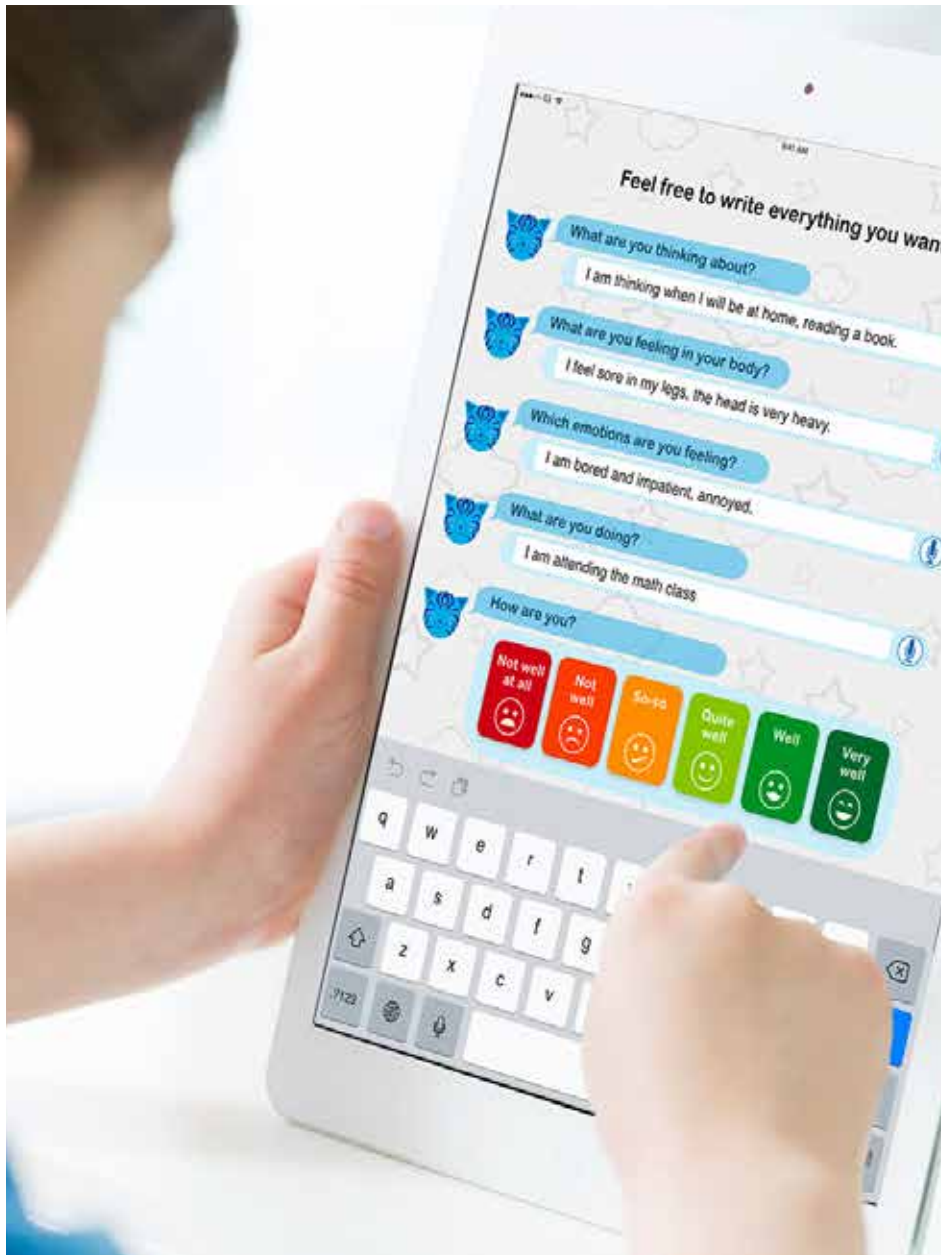 9:41 AM
Feel free to write everything you wan
What are you thinking about?
I am thinking when I will be at home, reading a book.
What are you feeling in your body?
I feel sore in my legs, the head is very heavy.
Which emotions are you feeling?
I am bored and impatient, annoyed.
What are you doing?
I am attending the math class
How are you?
Not well at all
Not well
So-so
Quite well
Well
Very well
q w e r t
a s d f g
z x c v
.?123